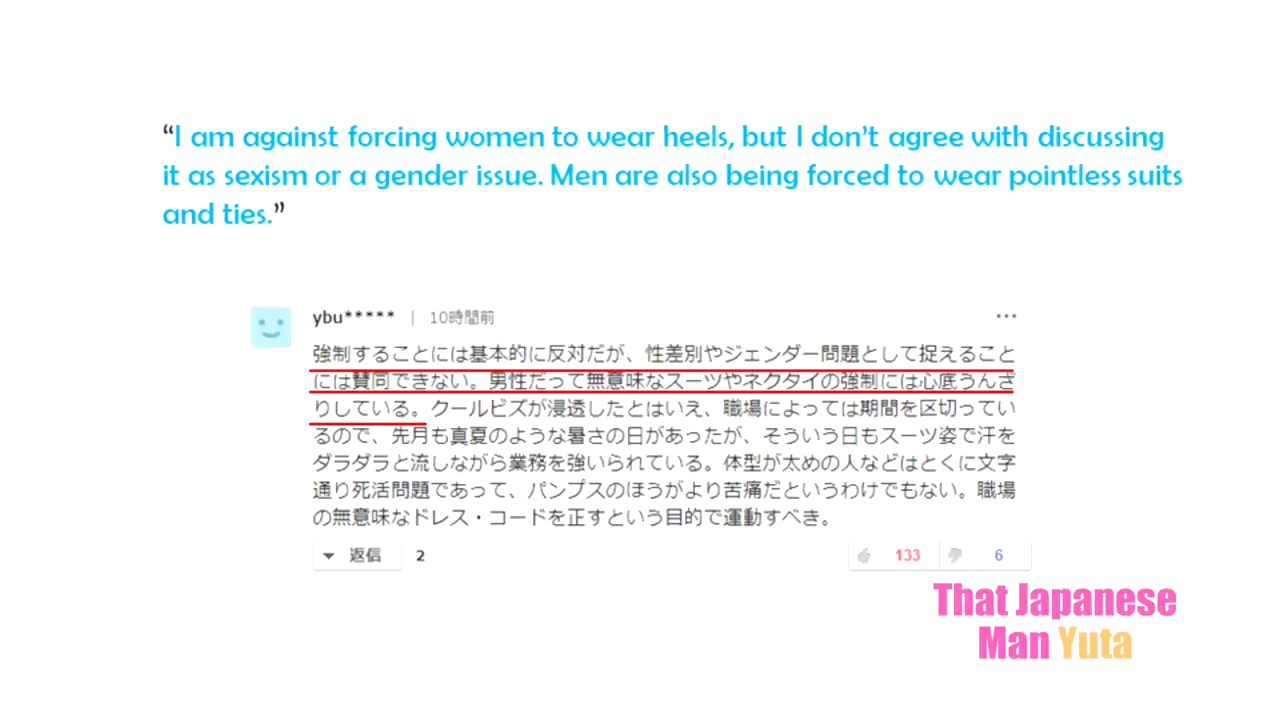 “I am against forcing women to wear heels, but I don’t agree with discussing
it as sexism or a gender issue. Men are also being forced to wear pointless suits
and ties.”
ybu***** | 10時間前 ...
強制することには基本的に反対だが、性差別やジェンダー問題として捉えること
には賛同できない。男性だって無意味なスーツやネクタイの強制には心底うんざ
りしている。クールビズが浸透したとはいえ、職場によっては期間を区切ってい
るので、先月も真夏のような暑さの日があったが、そういう日もスーツ姿で汗を
ダラダラと流しながら業務を強いられている。体型が太めの人などはとくに文字
通り死活問題であって、パンプスのほうがより苦痛だというわけでもない。職場
の無意味なドレス・コードを正すという目的で運動すべき。
返信 2 133 6
That Japanese
Man Yuta